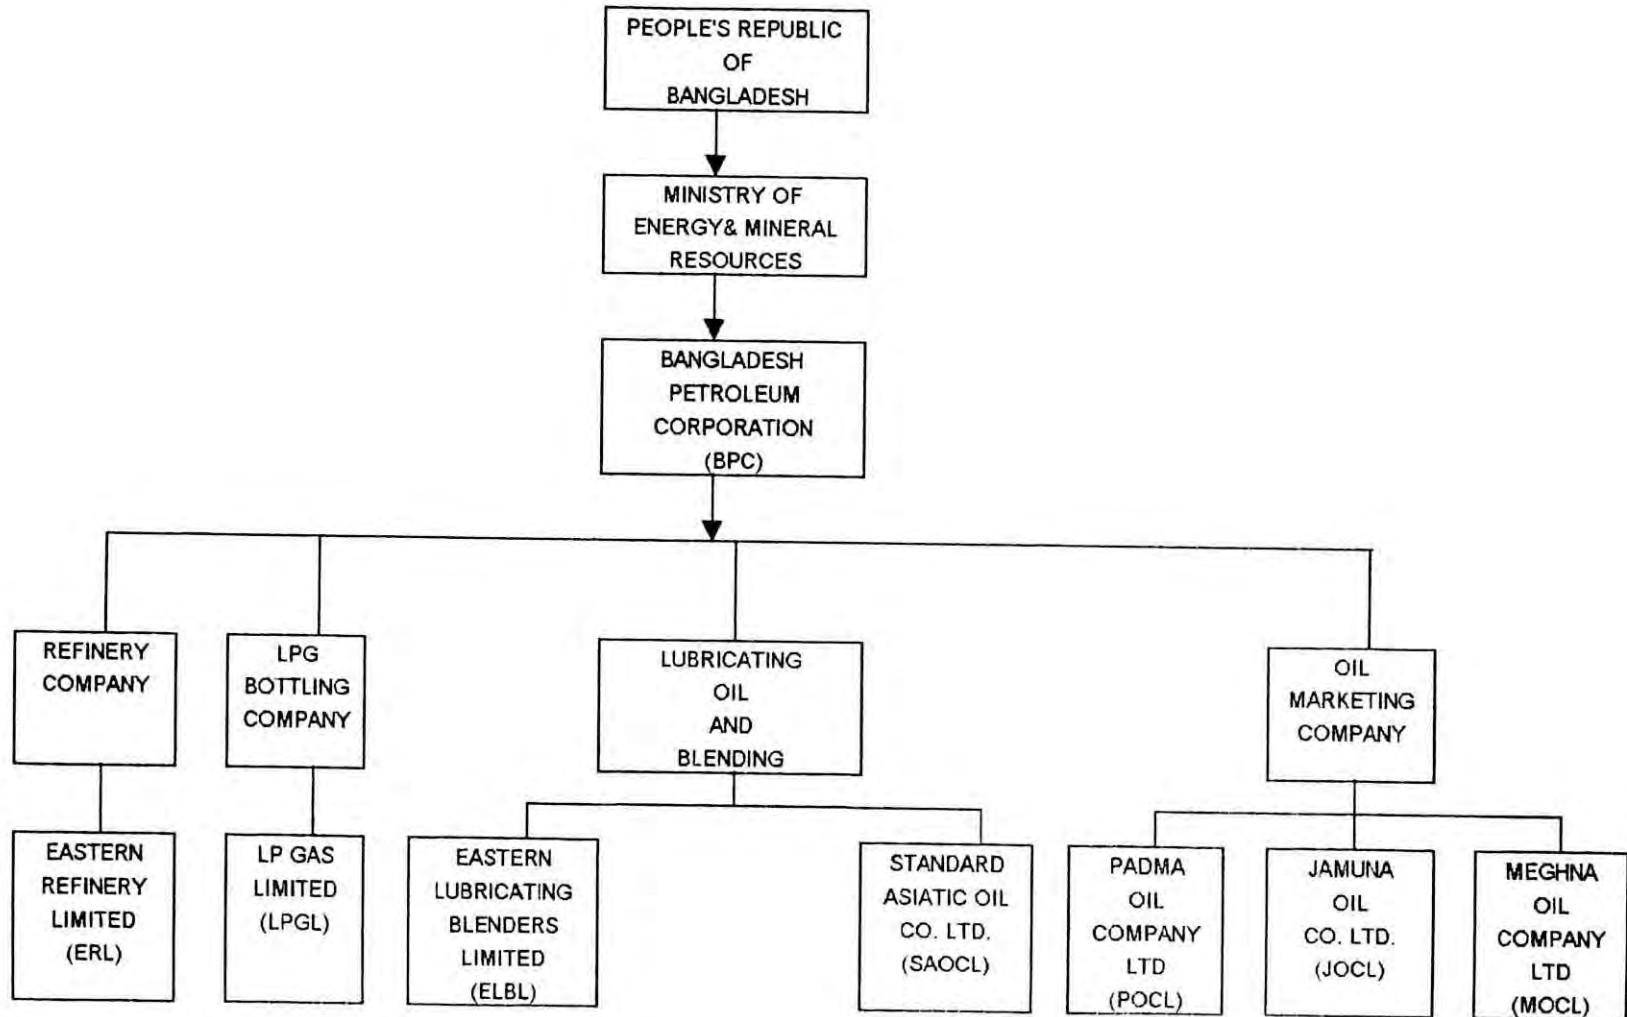 PEOPLE'S REPUBLIC
OF
BANGLADESH
MINISTRY OF
ENERGY& MINERAL
RESOURCES
BANGLADESH
PETROLEUM
CORPORATION
(BPC)
REFINERY
COMPANY
LPG
BOTTLING
COMPANY
LUBRICATING
OIL
AND
BLENDING
OIL
MARKETING
COMPANY
EASTERN
REFINERY
LIMITED
(ERL)
LP GAS
LIMITED
(LPGL)
EASTERN
LUBRICATING
BLENDERS
LIMITED
(ELBL)
STANDARD
ASIATIC OIL
CO. LTD.
(SAOCL)
PADMA
OIL
COMPANY
LTD
(POCL)
JAMUNA
OIL
CO. LTD.
(JOCL)
MEGHNA
OIL
COMPANY
LTD
(MOCL)